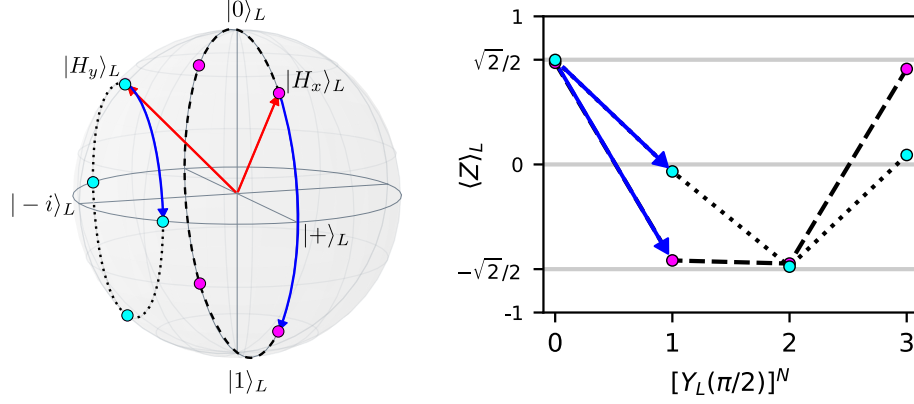 |0⟩_L
|H_y⟩_L
|H_x⟩_L
|−i⟩_L
|+⟩_L
|1⟩_L
1
√2/2
0
−√2/2
-1
⟨Z⟩_L
0 1 2 3
[Y_L(π/2)]^N